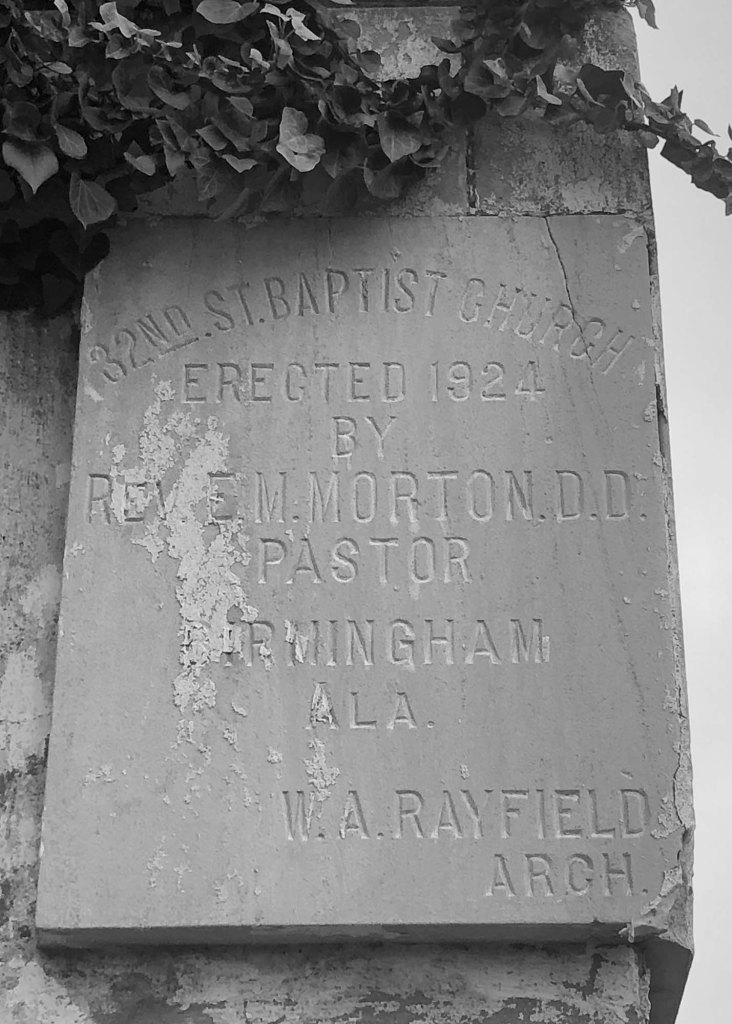 32ND. ST. BAPTIST CHURCH
ERECTED 1924
BY
REV. E.M. MORTON. D.D.
PASTOR
BIRMINGHAM
ALA.
W.A. RAYFIELD
ARCH.